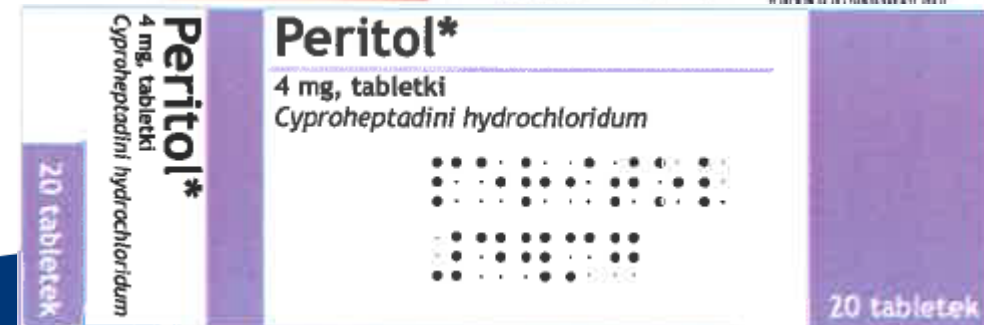 Peritol*
4 mg, tabletki
Cyproheptadini hydrochloridum
20 tabletek
Peritol*
4 mg, tabletki
Cyproheptadini hydrochloridum
20 tabletek